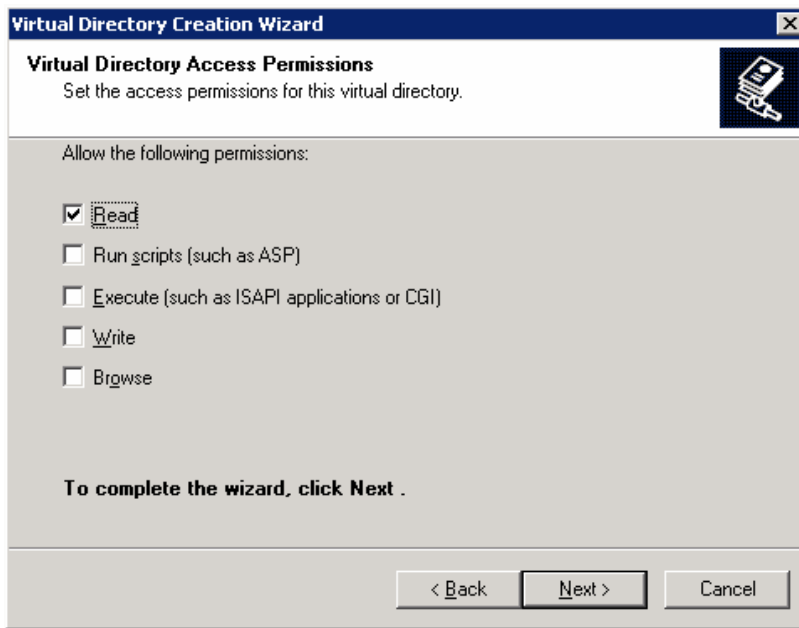 Virtual Directory Creation Wizard
Virtual Directory Access Permissions
Set the access permissions for this virtual directory.
Allow the following permissions:
Read
Run scripts (such as ASP)
Execute (such as ISAPI applications or CGI)
Write
Browse
To complete the wizard, click Next .
< Back Next > Cancel